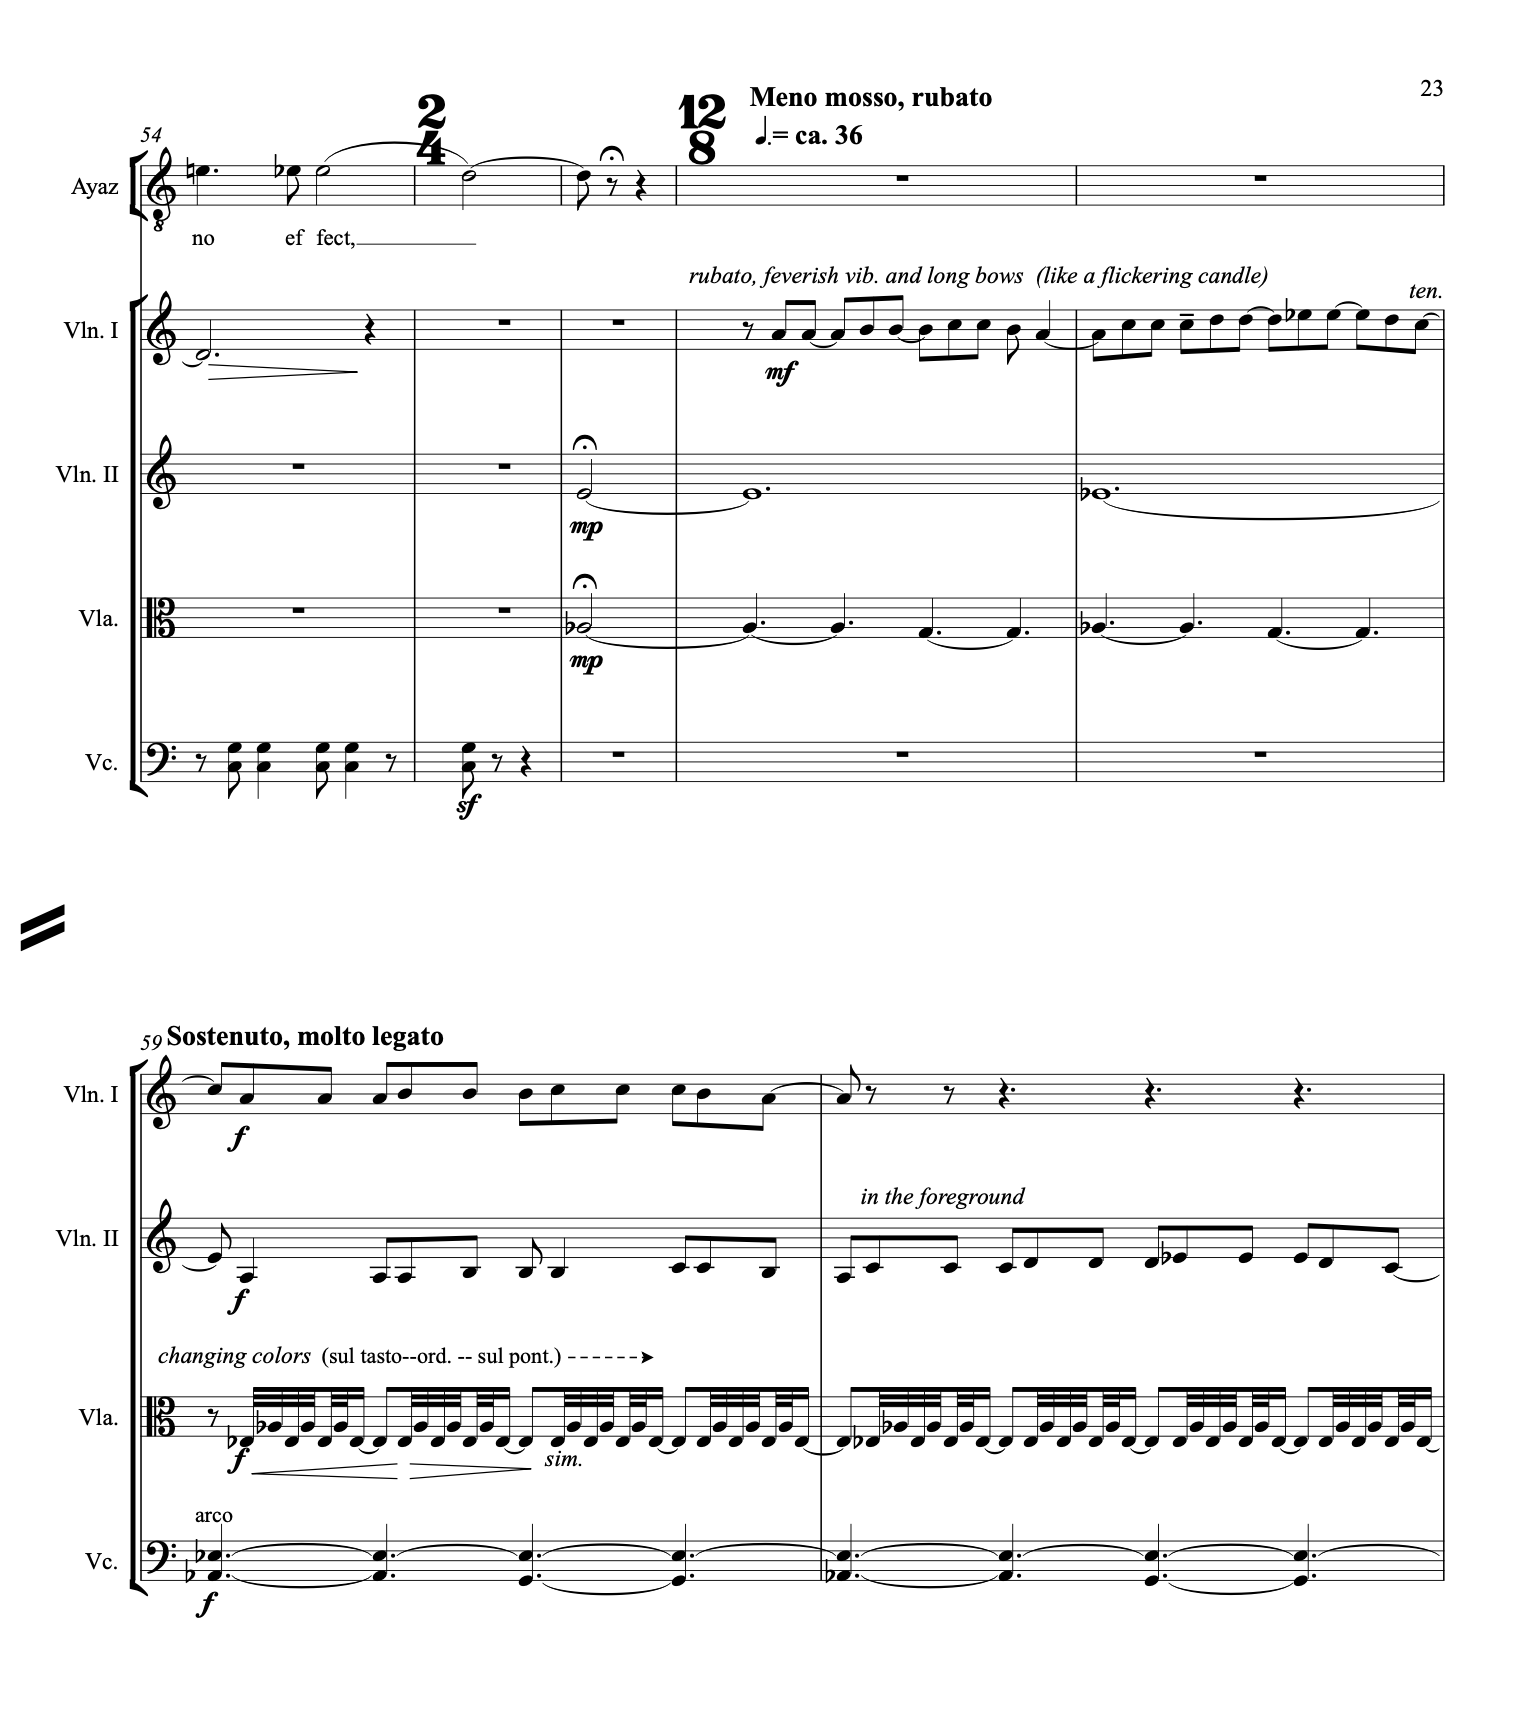 23
Meno mosso, rubato
2
4
12
8
♩.= ca. 36
54
Ayaz
8
no ef fect,
rubato, feverish vib. and long bows (like a flickering candle)
ten.
Vln. I
mf
Vln. II
mp
Vla.
mp
Vc.
sf
59 Sostenuto, molto legato
Vln. I
f
in the foreground
Vln. II
f
changing colors (sul tasto--ord. -- sul pont.)
Vla.
f
sim.
arco
Vc.
f